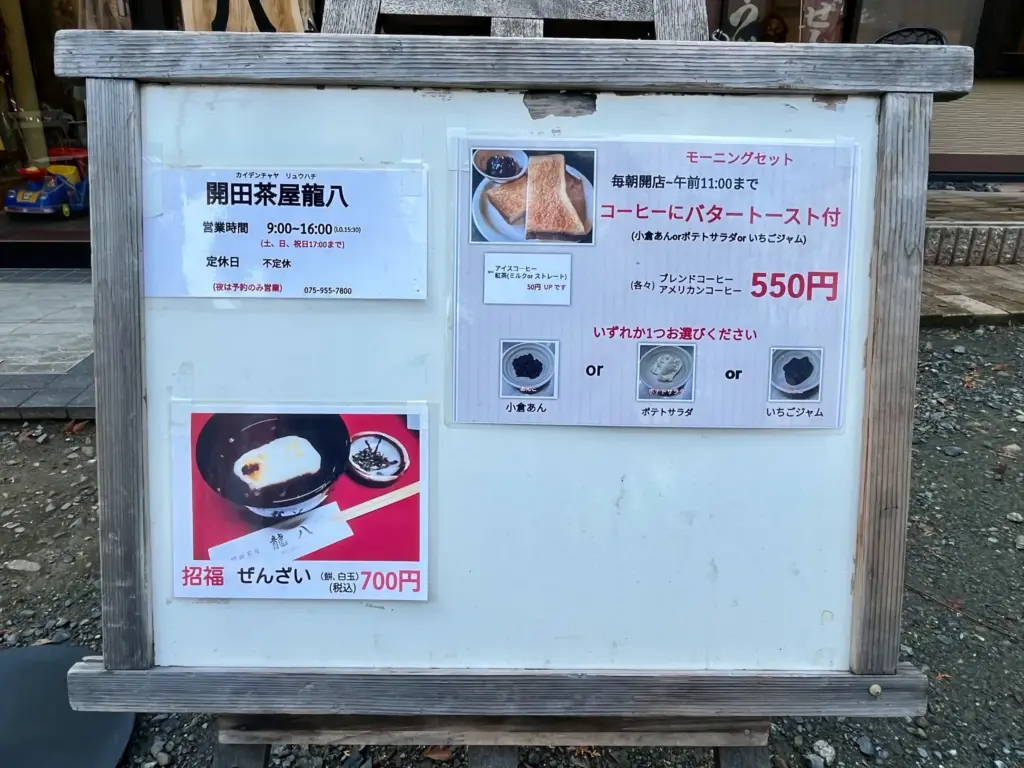 カイデンチャヤ リュウハチ
開田茶屋龍八
営業時間 9:00~16:00(LO,15:30)
(土、日、祝日17:00まで)
定休日 不定休
(夜は予約のみ営業) 075-955-7800
モーニングセット
毎朝開店~午前11:00まで
コーヒーにバタートースト付
(小倉あんorポテトサラダor いちごジャム)
アイスコーヒー
紅茶(ミルクor ストレート)
50円 UP です
(各々) ブレンドコーヒー
アメリカンコーヒー 550円
いずれか1つお選びください
or
or
小倉あん
ポテトサラダ
いちごジャム
龍八
招福 ぜんざい (餅、白玉)
(税込) 700円